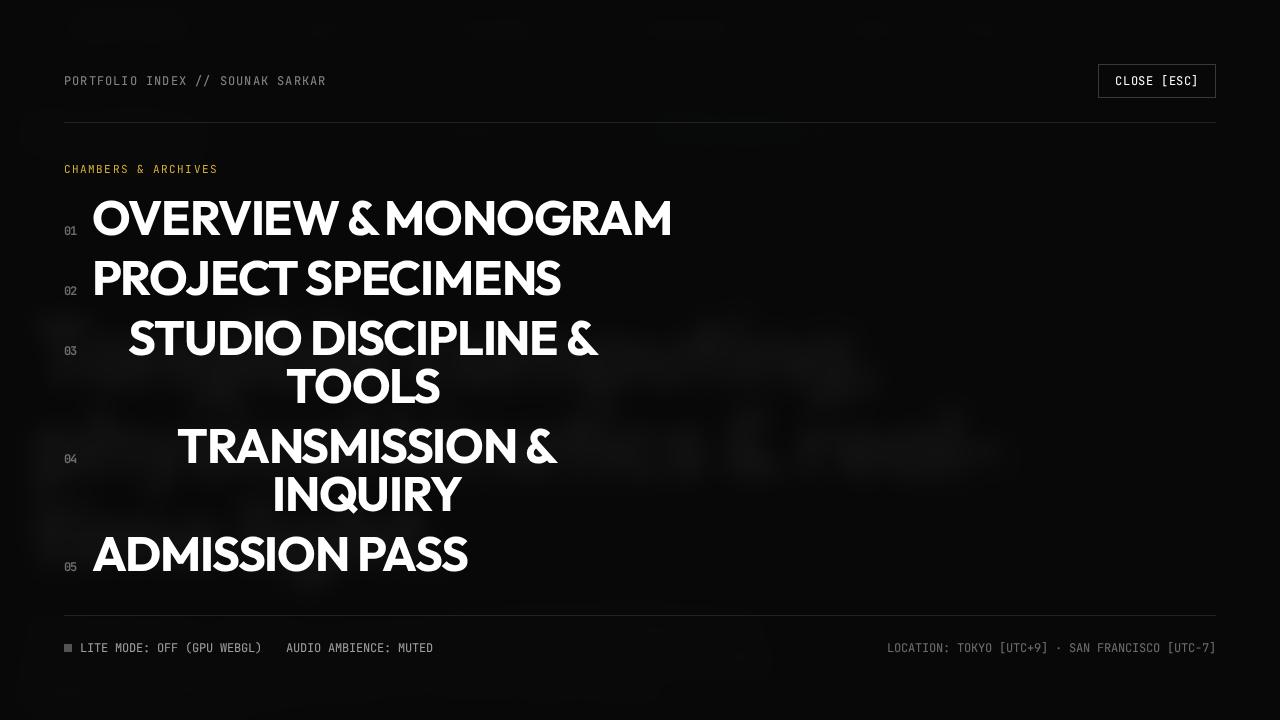 PORTFOLIO INDEX // SOUNAK SARKAR
CLOSE [ESC]
CHAMBERS & ARCHIVES
01 OVERVIEW & MONOGRAM
02 PROJECT SPECIMENS
03 STUDIO DISCIPLINE &
TOOLS
04 TRANSMISSION &
INQUIRY
05 ADMISSION PASS
LITE MODE: OFF (GPU WEBGL) AUDIO AMBIENCE: MUTED
LOCATION: TOKYO [UTC+9] · SAN FRANCISCO [UTC-7]